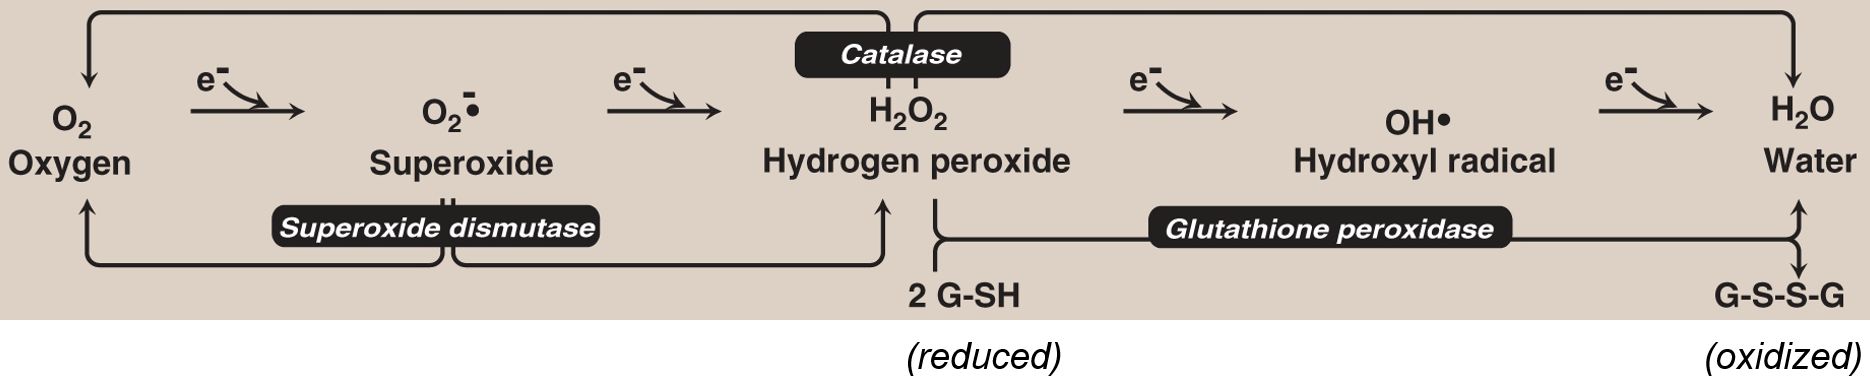 Catalase
e⁻ e⁻ e⁻ e⁻
O₂ O₂⁻• H₂O₂ OH• H₂O
Oxygen Superoxide Hydrogen peroxide Hydroxyl radical Water
Superoxide dismutase Glutathione peroxidase
2 G-SH G-S-S-G
(reduced) (oxidized)